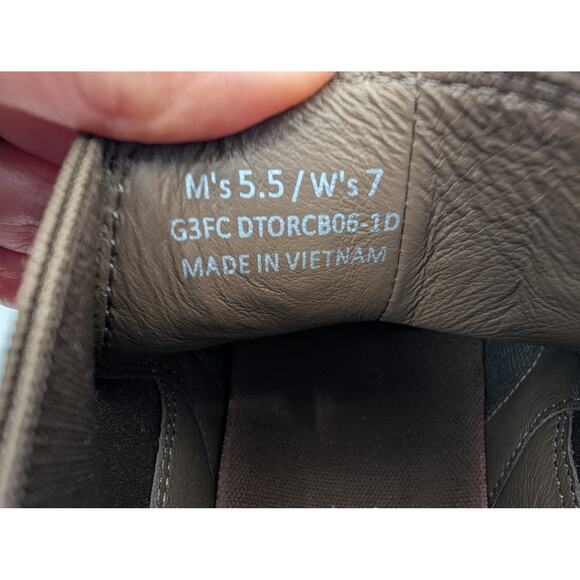 M's 5.5 / W's 7
G3FC DTORCB06-1D
MADE IN VIETNAM